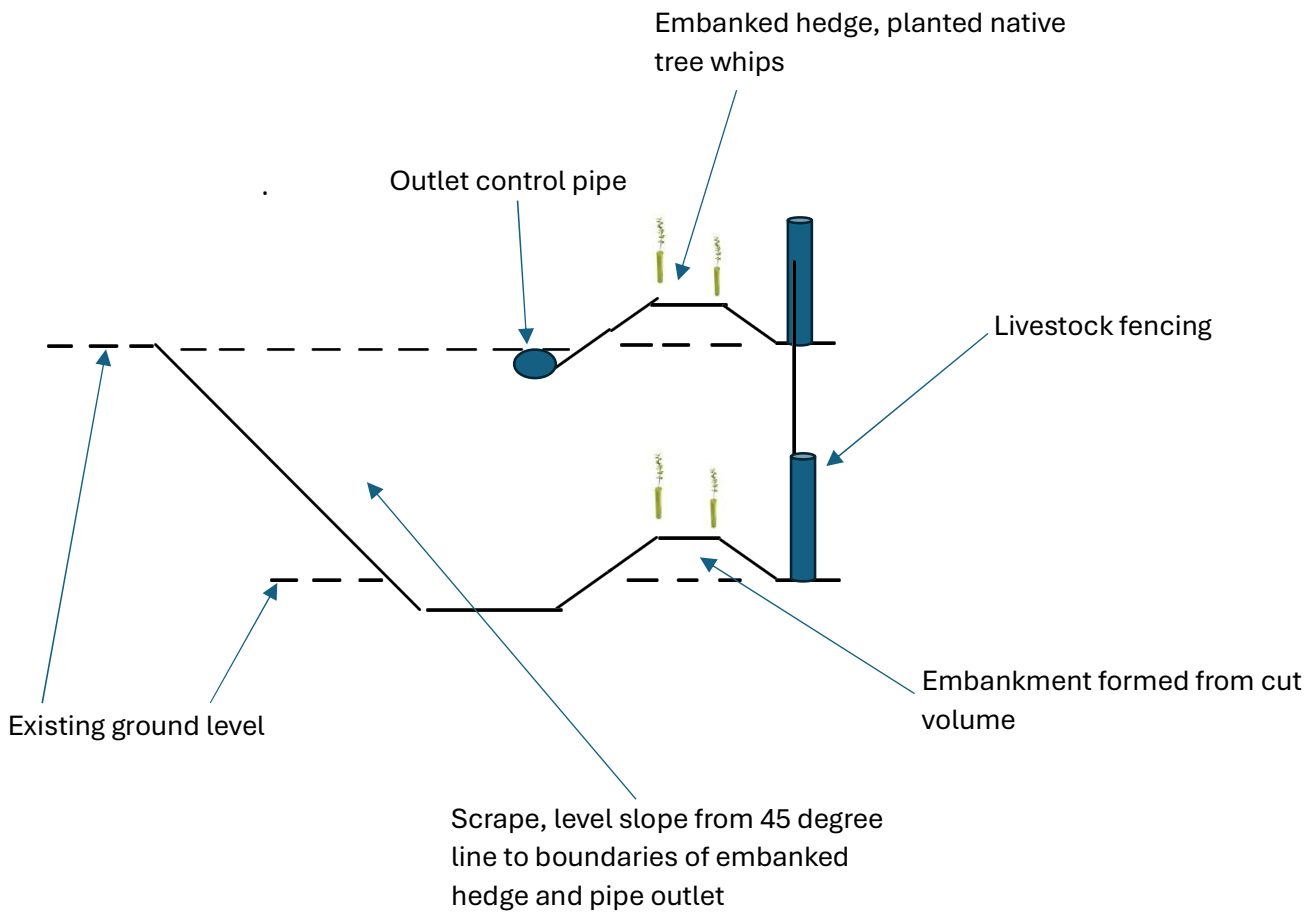 Embanked hedge, planted native
tree whips
Outlet control pipe
Livestock fencing
Existing ground level
Embankment formed from cut
volume
Scrape, level slope from 45 degree
line to boundaries of embanked
hedge and pipe outlet